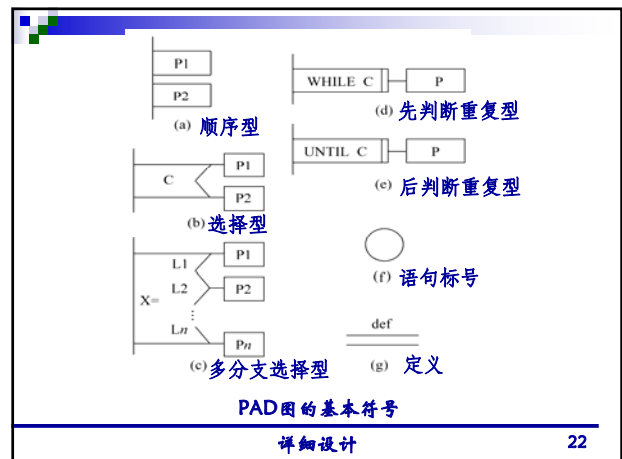 P1
P2
(a) 顺序型
C
P1
P2
(b) 选择型
X=
L1
L2
⋮
Ln
P1
P2
Pn
(c) 多分支选择型
WHILE C
P
(d) 先判断重复型
UNTIL C
P
(e) 后判断重复型
(f) 语句标号
def
(g) 定义
PAD图的基本符号
详细设计
22